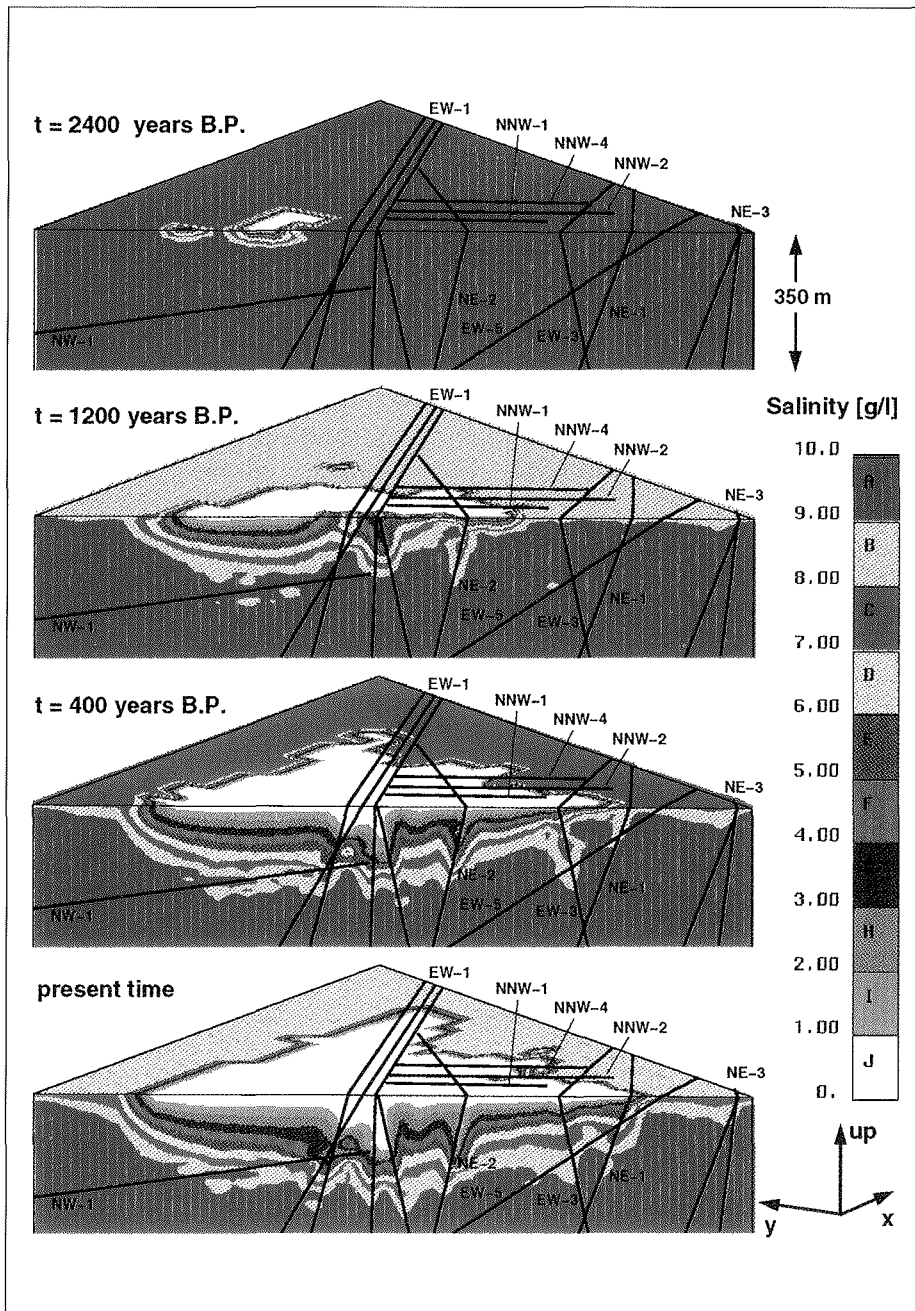 t = 2400 years B.P.
EW-1
NNW-1
NNW-4
NNW-2
NE-3
350 m
NE-2
EW-5
EW-3
NE-1
NW-1
t = 1200 years B.P.
EW-1
NNW-1
NNW-4
NNW-2
NE-3
NE-2
EW-5
EW-3
NE-1
NW-1
t = 400 years B.P.
EW-1
NNW-1
NNW-4
NNW-2
NE-3
NE-2
EW-5
EW-3
NE-1
NW-1
present time
EW-1
NNW-1
NNW-4
NNW-2
NE-3
NE-2
EW-5
EW-3
NE-1
NW-1
Salinity [g/l]
10.0
A
9.00
B
8.00
C
7.00
D
6.00
E
5.00
F
4.00
3.00
H
2.00
I
1.00
J
0.
up
y
x